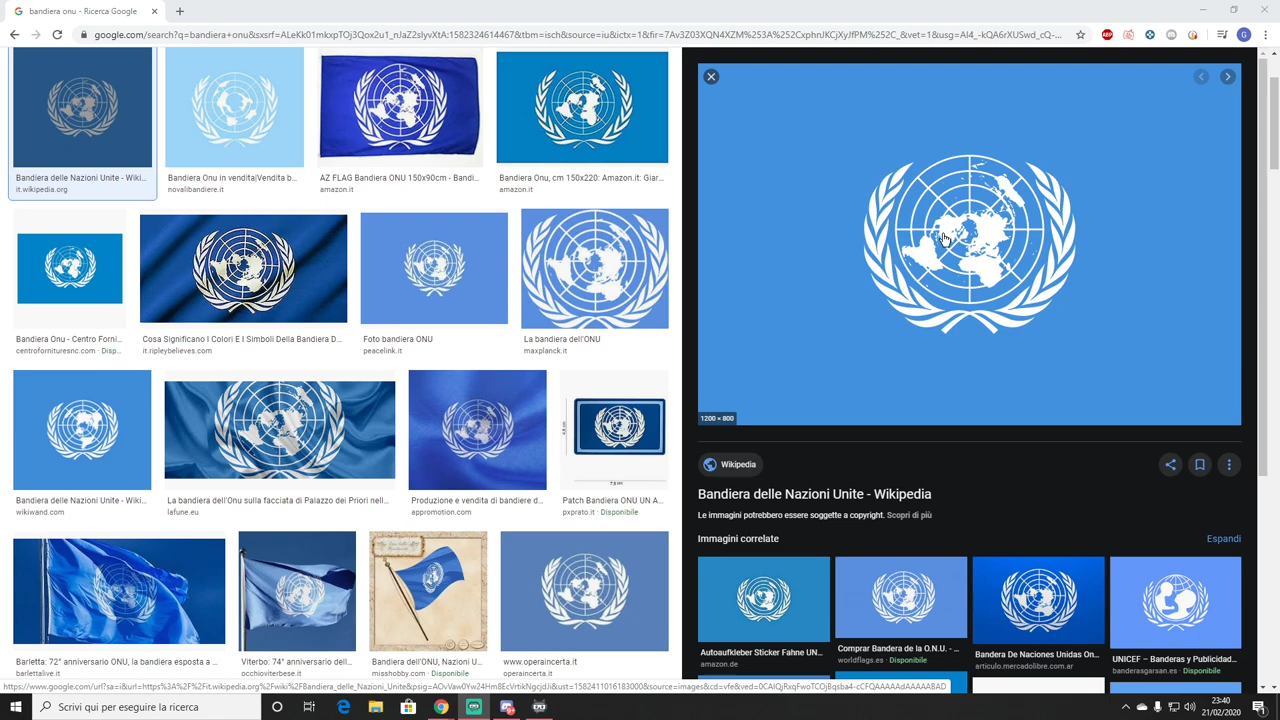 bandiera onu - Ricerca Google
google.com/search?q=bandiera+onu&sxsrf=ALeKk01mkxpTOj3Qox2u1_nJaZ2slyvXtA:1582324614467&tbm=isch&source=iu&ictx=1&fir=7Av3Z03XQN4XZM%253A%252CxphnJKCjXyJfPM%252C_&vet=1&usg=AI4_-kQA6rXUSwd_cQ-...
G
Bandiera delle Nazioni Unite - Wiki...
it.wikipedia.org
Bandiera Onu in vendita|Vendita b...
novalibandiere.it
AZ FLAG Bandiera ONU 150x90cm - Bandi...
amazon.it
Bandiera Onu, cm 150x220: Amazon.it: Giar...
amazon.it
Bandiera Onu - Centro Forni...
centrofornituresnc.com · Disp...
Cosa Significano I Colori E I Simboli Della Bandiera D...
it.ripleybelieves.com
Foto bandiera ONU
peacelink.it
La bandiera dell'ONU
maxplanck.it
Bandiera delle Nazioni Unite - Wiki...
wikiwand.com
La bandiera dell'Onu sulla facciata di Palazzo dei Priori nell...
lafune.eu
Produzione e vendita di bandiere d...
appromotion.com
Patch Bandiera ONU UN A...
pxprato.it · Disponibile
Barletta: 72° anniversario ONU, la bandiera esposta a ...
barlettalive.it
Viterbo: 74° anniversario dell...
occhioviterbese.it
Bandiera dell'ONU, Nazioni U...
misshobby.com · Disponibile
www.operaincerta.it
operaincerta.it
1200 × 800
Wikipedia
Bandiera delle Nazioni Unite - Wikipedia
Le immagini potrebbero essere soggette a copyright. Scopri di più
Immagini correlate
Espandi
Autoaufkleber Sticker Fahne UN...
amazon.de
Comprar Bandera de la O.N.U. - ...
worldflags.es · Disponible
Bandera De Naciones Unidas On...
articulo.mercadolibre.com.ar
UNICEF – Banderas y Publicidad...
banderasgarsan.es · Disponible
Scrivi qui per eseguire la ricerca
23:40
21/02/2020